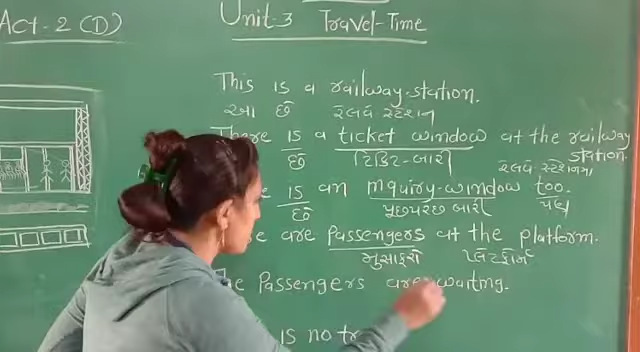 Act-2 (D)
Unit-3 Travel-Time
This is a railway-station.
આ છે રેલવે સ્ટેશન
There is a ticket window at the railway station.
છે ટિકિટ-બારી રેલવે-સ્ટેશનમાં
is an inquiry-window too.
છે પૂછપરછ બારી પણ
are Passengers at the platform.
મુસાફરો પ્લેટફોર્મ
Passengers are waiting.
is no